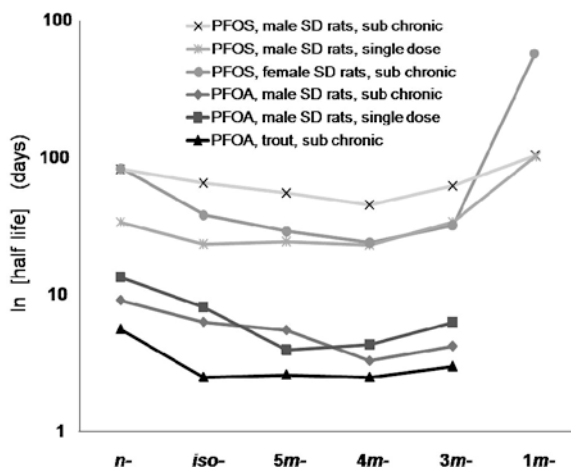 100
100
10
1
ln [half life] (days)
PFOS, male SD rats, sub chronic
PFOS, male SD rats, single dose
PFOS, female SD rats, sub chronic
PFOA, male SD rats, sub chronic
PFOA, male SD rats, single dose
PFOA, trout, sub chronic
n- iso- 5m- 4m- 3m- 1m-